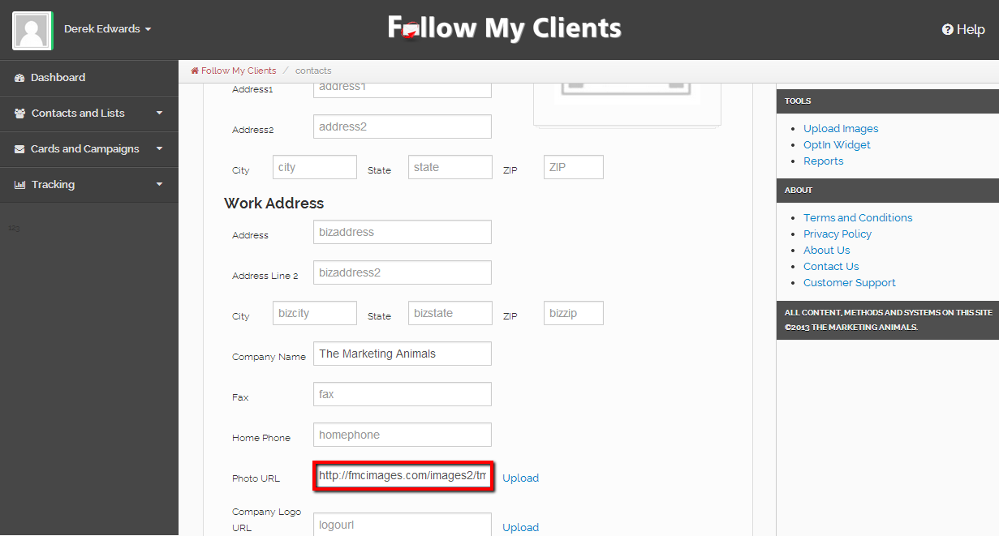 Derek Edwards
Follow My Clients
Help
Dashboard
Contacts and Lists
Cards and Campaigns
Tracking
123
Follow My Clients / contacts
Address1 address1
Address2 address2
City city State state ZIP ZIP
Work Address
Address bizaddress
Address Line 2 bizaddress2
City bizcity State bizstate ZIP bizzip
Company Name The Marketing Animals
Fax fax
Home Phone homephone
Photo URL http://fmcimages.com/images2/tm Upload
Company Logo
URL logourl Upload
TOOLS
Upload Images
OptIn Widget
Reports
ABOUT
Terms and Conditions
Privacy Policy
About Us
Contact Us
Customer Support
ALL CONTENT, METHODS AND SYSTEMS ON THIS SITE
©2013 THE MARKETING ANIMALS.